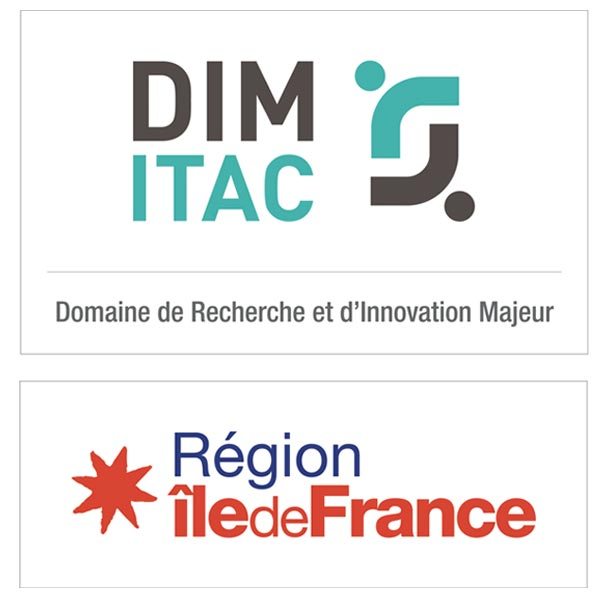 DIM
ITAC
Domaine de Recherche et d'Innovation Majeur
Région
îledeFrance